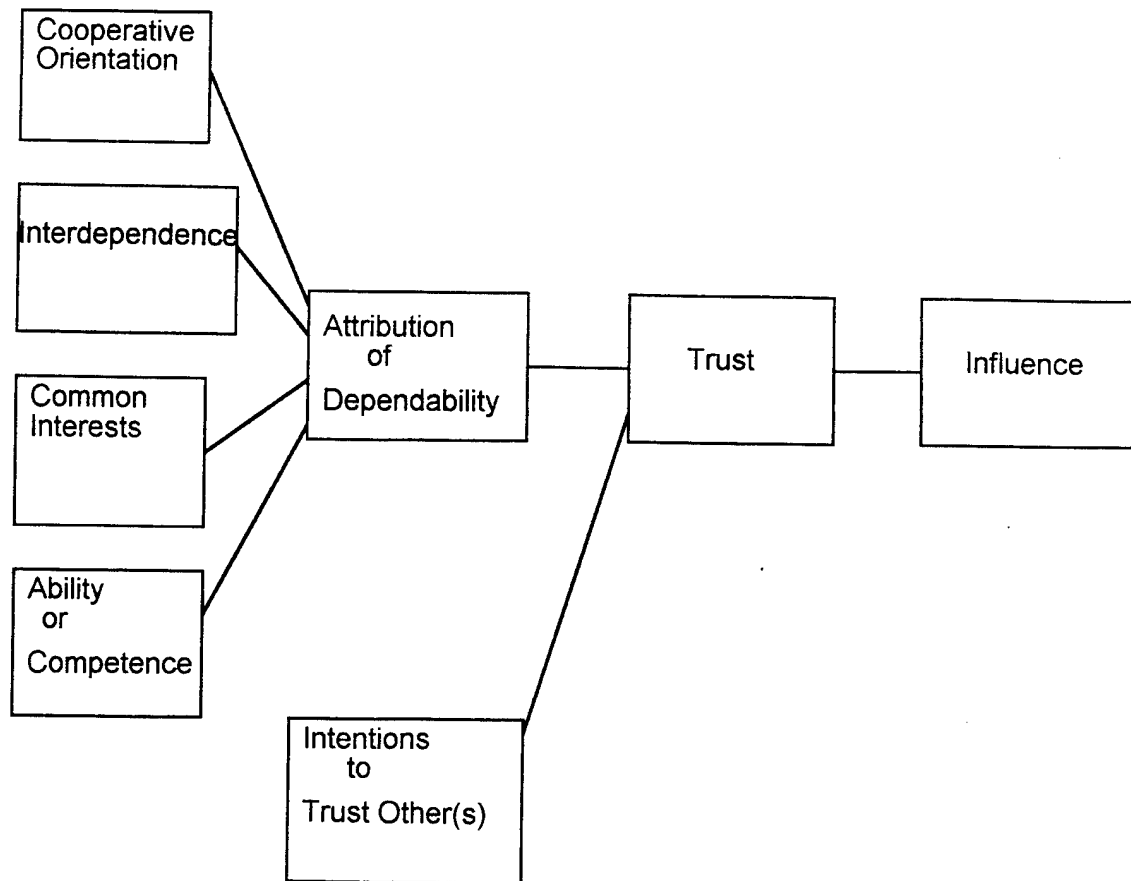 Cooperative
Orientation
Interdependence
Common
Interests
Ability
or
Competence
Attribution
of
Dependability
Intentions
to
Trust Other(s)
Trust
Influence